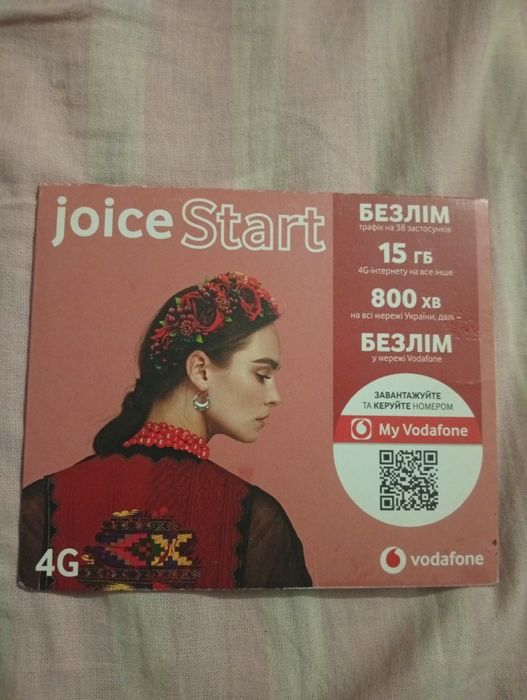 joice Start
БЕЗЛІМ
трафік на 38 застосунків
15 ГБ
4G-інтернету на все інше
800 ХВ
на всі мережі України, далі –
БЕЗЛІМ
у мережі Vodafone
ЗАВАНТАЖУЙТЕ
ТА КЕРУЙТЕ НОМЕРОМ
My Vodafone
4G
vodafone